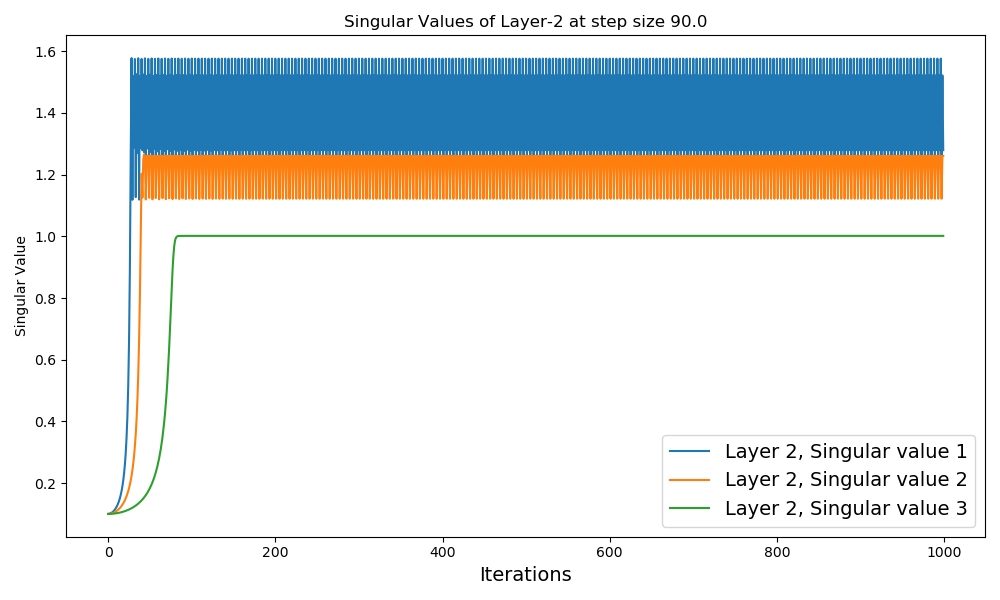 Singular Values of Layer-2 at step size 90.0
Singular Value
1.6
1.4
1.2
1.0
0.8
0.6
0.4
0.2
0
200
400
600
800
1000
Iterations
Layer 2, Singular value 1
Layer 2, Singular value 2
Layer 2, Singular value 3